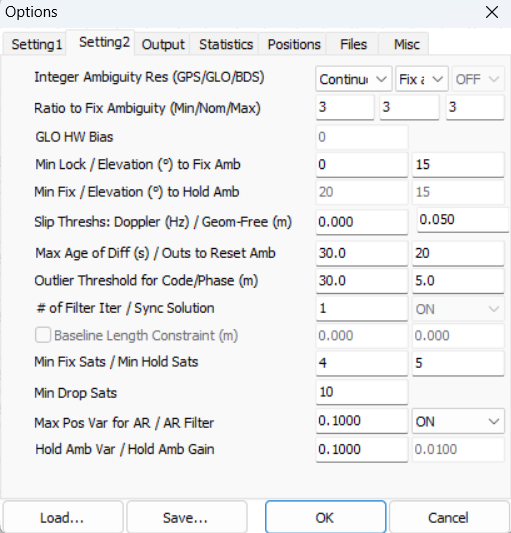 Options
Setting1 Setting2 Output Statistics Positions Files Misc
Integer Ambiguity Res (GPS/GLO/BDS) Continu Fix a OFF
Ratio to Fix Ambiguity (Min/Nom/Max) 3 3 3
GLO HW Bias 0
Min Lock / Elevation (°) to Fix Amb 0 15
Min Fix / Elevation (°) to Hold Amb 20 15
Slip Threshs: Doppler (Hz) / Geom-Free (m) 0.000 0.050
Max Age of Diff (s) / Outs to Reset Amb 30.0 20
Outlier Threshold for Code/Phase (m) 30.0 5.0
# of Filter Iter / Sync Solution 1 ON
Baseline Length Constraint (m) 0.000 0.000
Min Fix Sats / Min Hold Sats 4 5
Min Drop Sats 10
Max Pos Var for AR / AR Filter 0.1000 ON
Hold Amb Var / Hold Amb Gain 0.1000 0.0100
Load... Save... OK Cancel